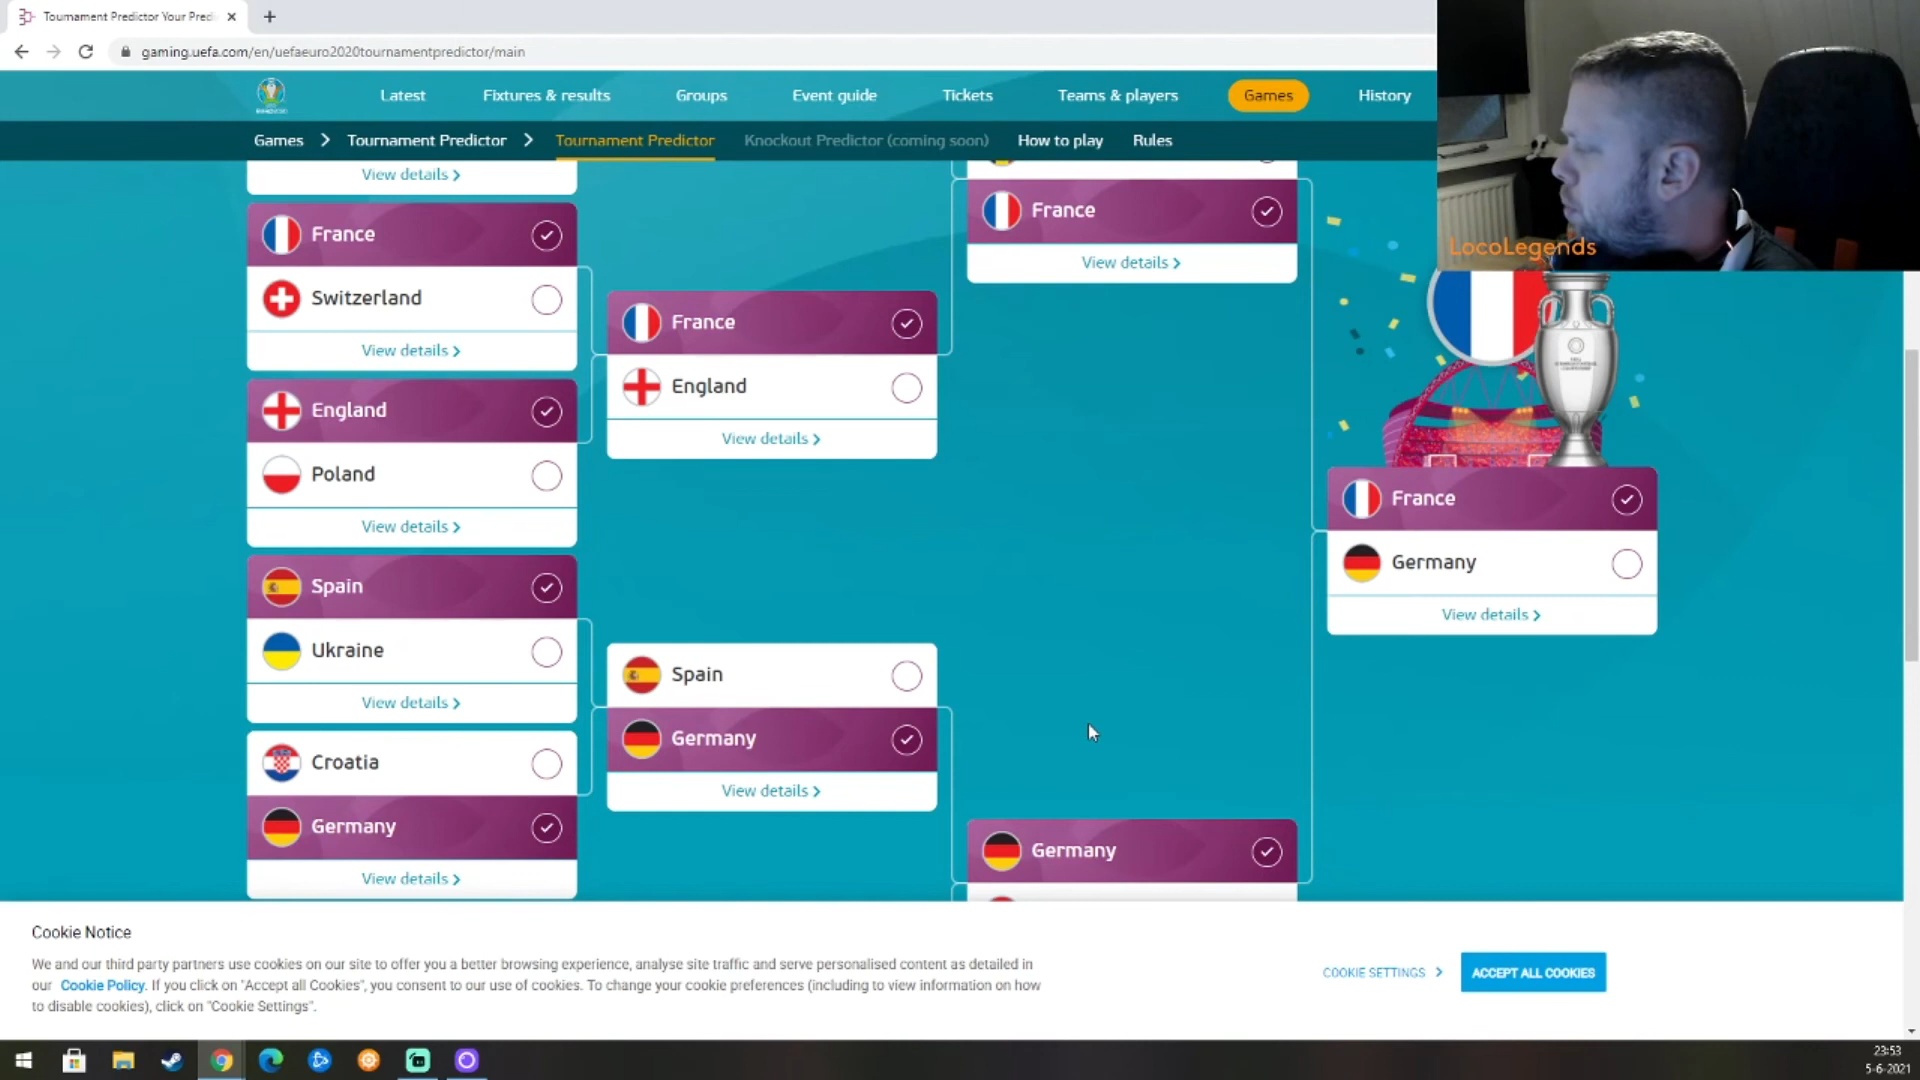 Tournament Predictor Your Predi
gaming.uefa.com/en/uefaeuro2020tournamentpredictor/main
Latest
Fixtures & results
Groups
Event guide
Tickets
Teams & players
Games
History
Games
Tournament Predictor
Tournament Predictor
Knockout Predictor (coming soon)
How to play
Rules
View details
France
Switzerland
View details
England
Poland
View details
Spain
Ukraine
View details
Croatia
Germany
View details
France
England
View details
Spain
Germany
View details
France
View details
Germany
LocoLegends
France
Germany
View details
Cookie Notice
We and our third party partners use cookies on our site to offer you a better browsing experience, analyse site traffic and serve personalised content as detailed in
our Cookie Policy. If you click on "Accept all Cookies", you consent to our use of cookies. To change your cookie preferences (including to view information on how
to disable cookies), click on "Cookie Settings".
COOKIE SETTINGS
ACCEPT ALL COOKIES
23:53
5-6-2021